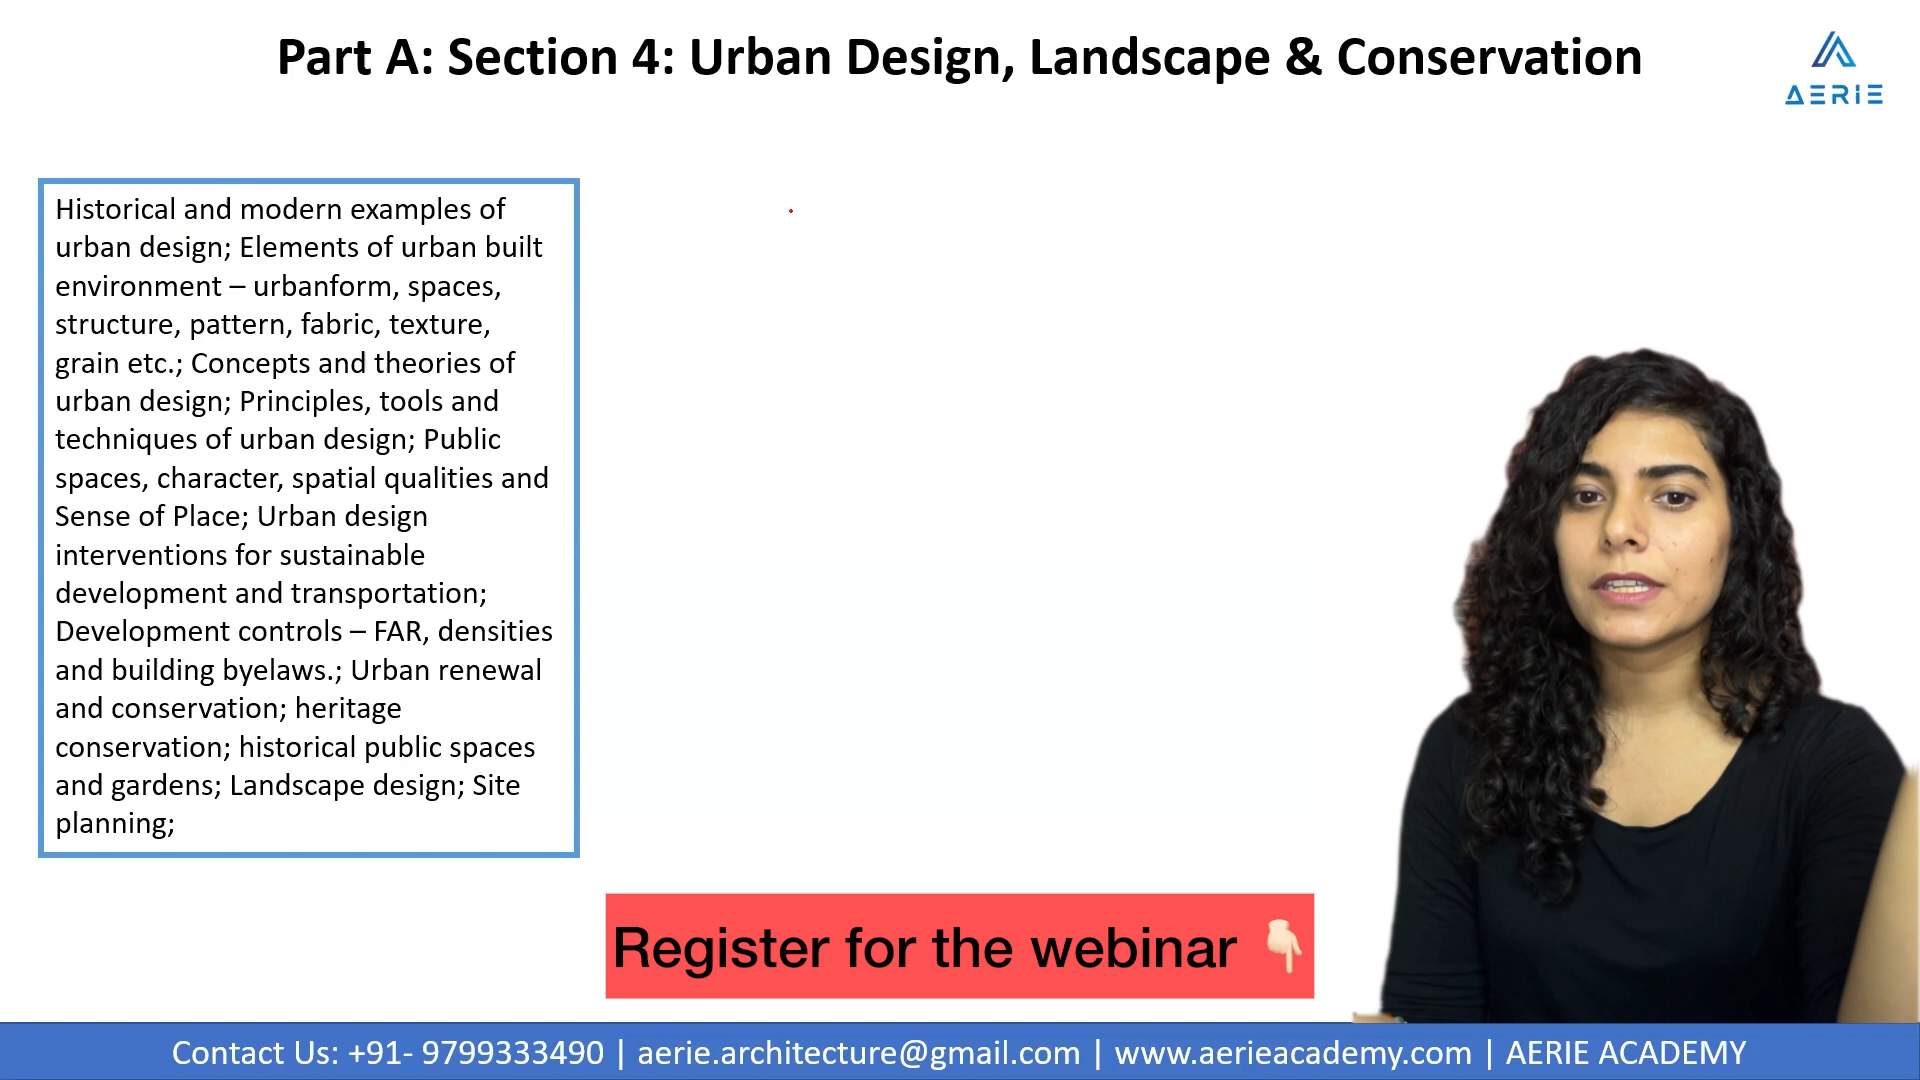 Part A: Section 4: Urban Design, Landscape & Conservation
AERIE
Historical and modern examples of
urban design; Elements of urban built
environment – urbanform, spaces,
structure, pattern, fabric, texture,
grain etc.; Concepts and theories of
urban design; Principles, tools and
techniques of urban design; Public
spaces, character, spatial qualities and
Sense of Place; Urban design
interventions for sustainable
development and transportation;
Development controls – FAR, densities
and building byelaws.; Urban renewal
and conservation; heritage
conservation; historical public spaces
and gardens; Landscape design; Site
planning;
Register for the webinar 👇🏻
Contact Us: +91- 9799333490 | aerie.architecture@gmail.com | www.aerieacademy.com | AERIE ACADEMY